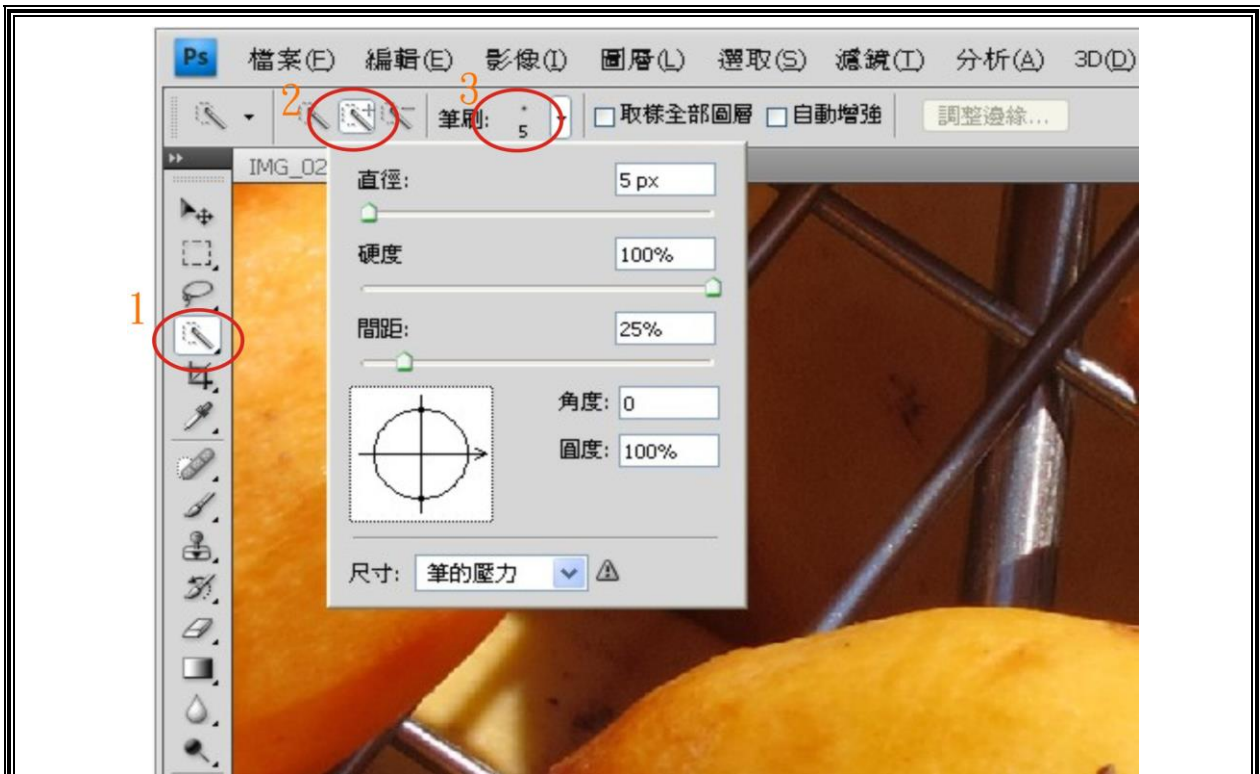 Ps 檔案(F) 編輯(E) 影像(I) 圖層(L) 選取(S) 濾鏡(T) 分析(A) 3D(D)
2 3
筆刷: 5 取樣全部圖層 自動增強 調整邊緣...
IMG_02
直徑: 5 px
硬度 100%
1
間距: 25%
角度: 0
圓度: 100%
尺寸: 筆的壓力